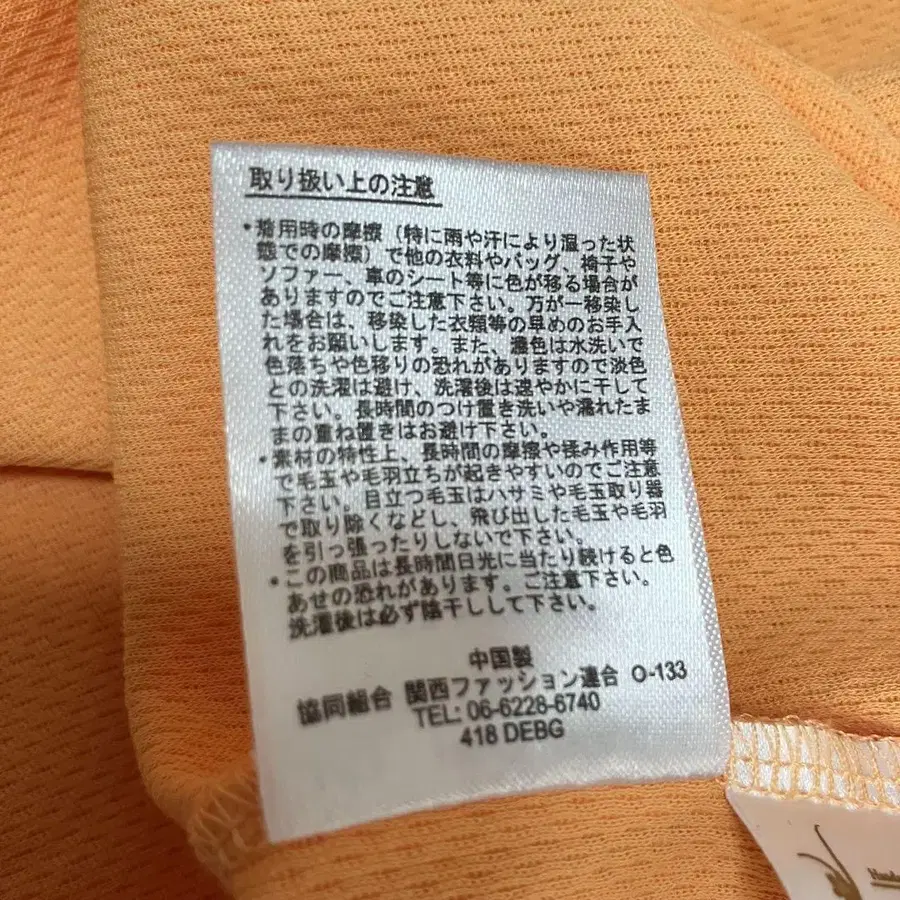 取り扱い上の注意
・着用時の摩擦（特に雨や汗により湿った状
態での摩擦）で他の衣料やバッグ、椅子や
ソファー、車のシート等に色が移る場合が
ありますのでご注意下さい。万が一移染し
た場合は、移染した衣類等の早めのお手入
れをお願いします。また、濃色は水洗いで
色落ちや色移りの恐れがありますので淡色
との洗濯は避け、洗濯後は速やかに干して
下さい。長時間のつけ置き洗いや濡れたま
まの重ね置きはお避け下さい。
・素材の特性上、長時間の摩擦や揉み作用等
で毛玉や毛羽立ちが起きやすいのでご注意
下さい。目立つ毛玉はハサミや毛玉取り器
で取り除くなどし、飛び出した毛玉や毛羽
を引っ張ったりしないで下さい。
・この商品は長時間日光に当たり続けると色
あせの恐れがあります。ご注意下さい。
洗濯後は必ず陰干しして下さい。
中国製
協同組合 関西ファッション連合 O-133
TEL: 06-6228-6740
418 DEBG